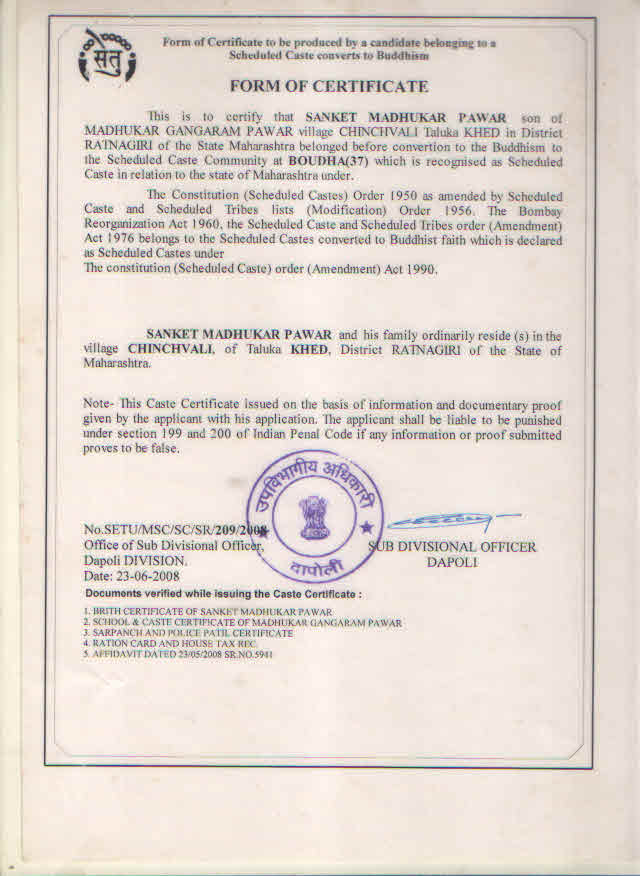 सेतु
Form of Certificate to be produced by a candidate belonging to a
Scheduled Caste converts to Buddhism
FORM OF CERTIFICATE
This is to certify that SANKET MADHUKAR PAWAR son of
MADHUKAR GANGARAM PAWAR village CHINCHVALI Taluka KHED in District
RATNAGIRI of the State Maharashtra belonged before convertion to the Buddhism to
the Scheduled Caste Community at BOUDHA(37) which is recognised as Scheduled
Caste in relation to the state of Maharashtra under.
The Constitution (Scheduled Castes) Order 1950 as amended by Scheduled
Caste and Scheduled Tribes lists (Modification) Order 1956. The Bombay
Reorganization Act 1960, the Scheduled Caste and Scheduled Tribes order (Amendment)
Act 1976 belongs to the Scheduled Castes converted to Buddhist faith which is declared
as Scheduled Castes under
The constitution (Scheduled Caste) order (Amendment) Act 1990.
SANKET MADHUKAR PAWAR and his family ordinarily reside (s) in the
village CHINCHVALI, of Taluka KHED, District RATNAGIRI of the State of
Maharashtra.
Note- This Caste Certificate issued on the basis of information and documentary proof
given by the applicant with his application. The applicant shall be liable to be punished
under section 199 and 200 of Indian Penal Code if any information or proof submitted
proves to be false.
उपविभागीय अधिकारी
दापोली
No.SETU/MSC/SC/SR/209/2008
Office of Sub Divisional Officer,
Dapoli DIVISION.
Date: 23-06-2008
SUB DIVISIONAL OFFICER
DAPOLI
Documents verified while issuing the Caste Certificate :
1. BRITH CERTIFICATE OF SANKET MADHUKAR PAWAR
2. SCHOOL & CASTE CERTIFICATE OF MADHUKAR GANGARAM PAWAR
3. SARPANCH AND POLICE PATIL CERTIFICATE
4. RATION CARD AND HOUSE TAX REC.
5. AFFIDAVIT DATED 23/05/2008 SR.NO.5941